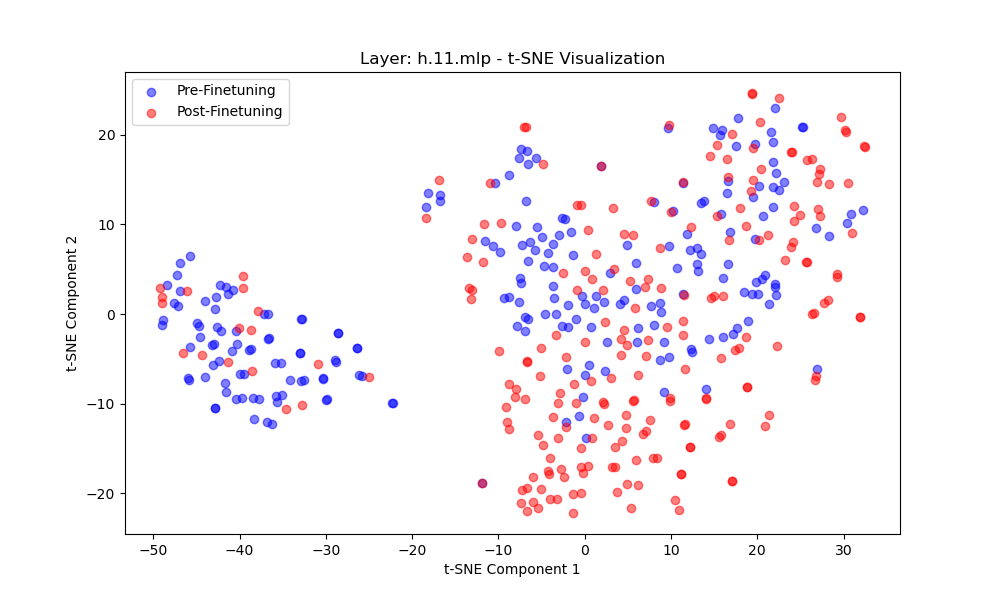 Layer: h.11.mlp - t-SNE Visualization
Pre-Finetuning
Post-Finetuning
20
10
0
−10
−20
t-SNE Component 2
−50 −40 −30 −20 −10 0 10 20 30
t-SNE Component 1